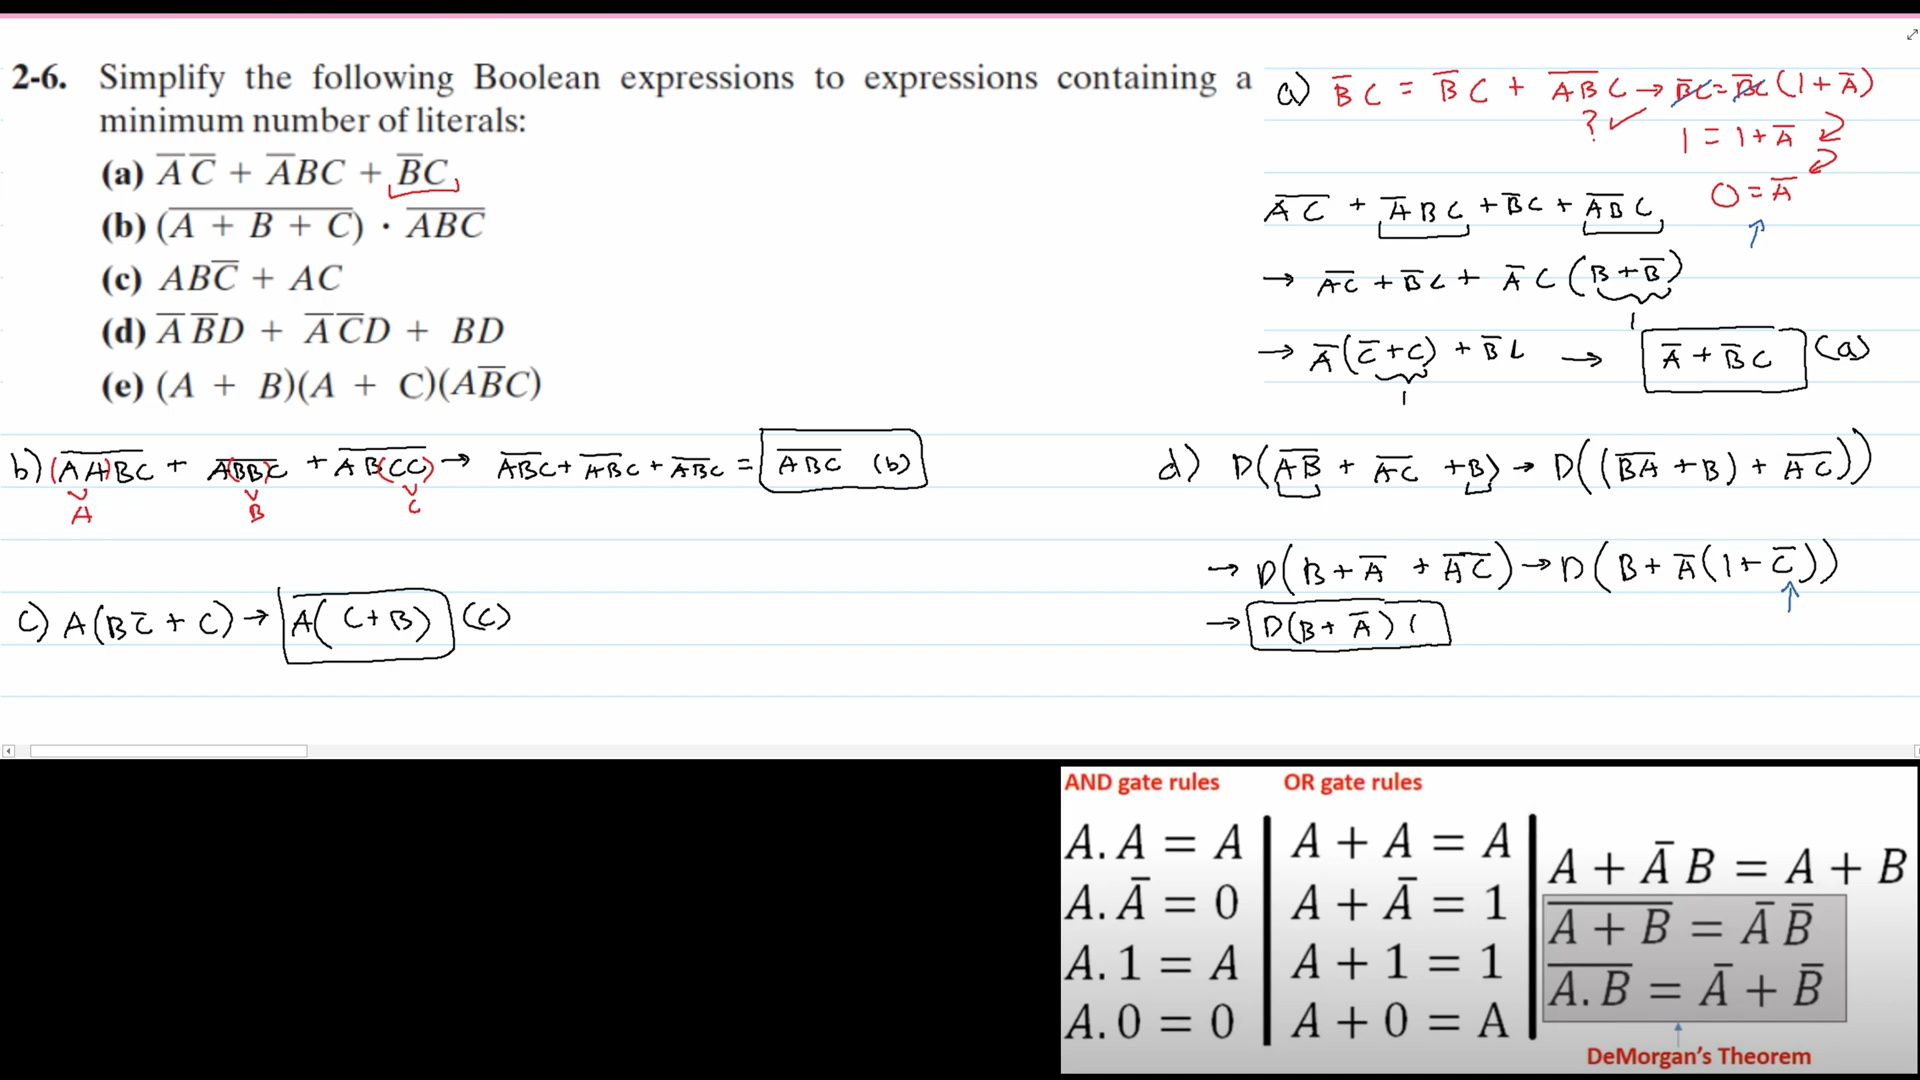 2-6. Simplify the following Boolean expressions to expressions containing a
minimum number of literals:
(a) A̅ C̅ + A̅BC + B̅C
(b) (A̅ ̅+̅ ̅B̅ ̅+̅ ̅C̅) · A̅B̅C̅
(c) ABC̅ + AC
(d) A̅ B̅D + A̅ C̅D + BD
(e) (A + B)(A + C)(AB̅C)
a) B̅C = B̅C + A̅B̅C → B̅C = B̅C(1 + A̅)
? ✓ 1 = 1 + A̅
0 = A̅
A̅C̅ + A̅BC + B̅C + A̅B̅C
→ A̅C̅ + B̅C + A̅C(B + B̅)
1
→ A̅(C̅ + C) + B̅C → A̅ + B̅C (a)
1
b) (A̅A̅)B̅C̅ + A̅(B̅B̅)C̅ + A̅B̅(C̅C̅) → A̅B̅C̅ + A̅B̅C̅ + A̅B̅C̅ = A̅B̅C̅ (b)
A B C
c) A(BC̅ + C) → A(C + B) (C)
d) D(A̅B̅ + A̅C̅ + B) → D((B̅A̅ + B) + A̅C̅))
→ D(B + A̅ + A̅C̅) → D(B + A̅(1 + C̅))
→ D(B + A̅) (
AND gate rules
A.A = A
A.A̅ = 0
A.1 = A
A.0 = 0
OR gate rules
A + A = A
A + A̅ = 1
A + 1 = 1
A + 0 = A
A + A̅ B = A + B
A̅ ̅+̅ ̅B̅ = A̅ B̅
A̅.̅B̅ = A̅ + B̅
DeMorgan's Theorem